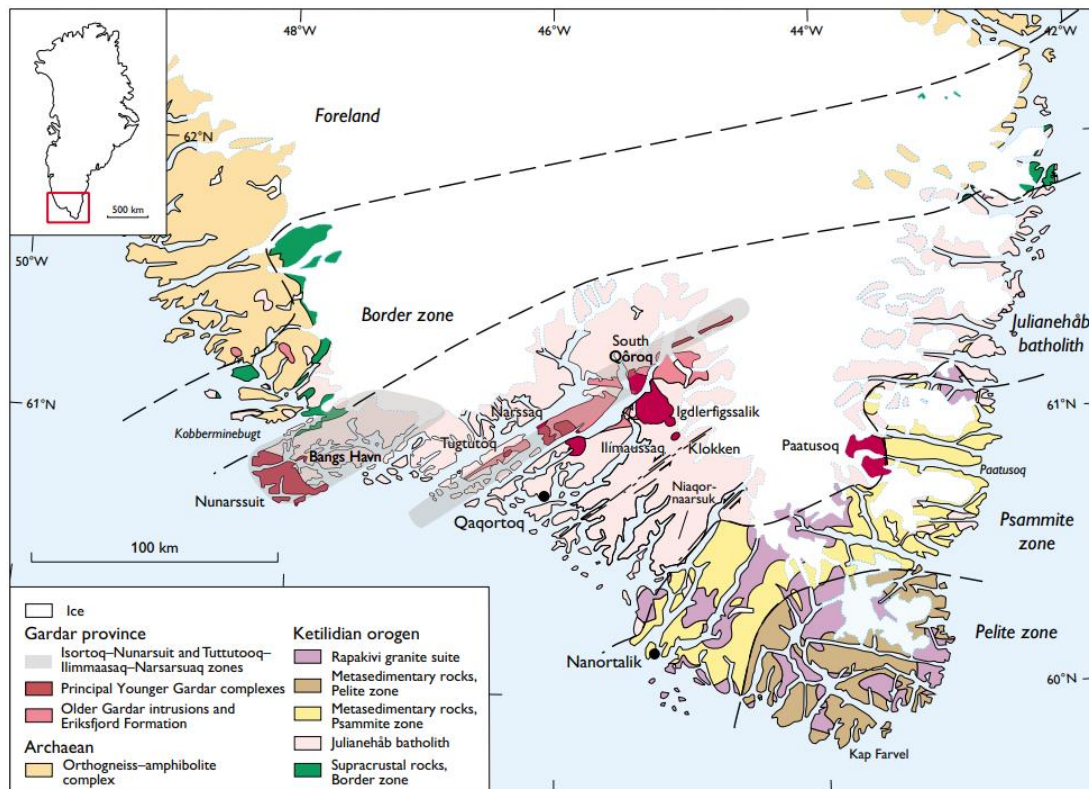 48°W
46°W
44°W
42°W
Foreland
62°N
500 km
50°W
Border zone
South
Qôroq
Julianehåb
batholith
61°N
Narssaq
Igdlerfigssalik
61°N
Kobberminebugt
Tugtutoq
Ilímaussaq
Klokken
Paatusoq
Bangs Havn
Paatusoq
Nunarssuit
Niaqor-
naarsuk
Qaqortoq
Psammite
zone
100 km
Pelite zone
Nanortalik
60°N
Kap Farvel
Ice
Gardar province
Isortoq–Nunarsuit and Tuttutooq–
Ilimmaasaq–Narsarsuaq zones
Principal Younger Gardar complexes
Older Gardar intrusions and
Eriksfjord Formation
Archaean
Orthogneiss–amphibolite
complex
Ketilidian orogen
Rapakivi granite suite
Metasedimentary rocks,
Pelite zone
Metasedimentary rocks,
Psammite zone
Julianehåb batholith
Supracrustal rocks,
Border zone